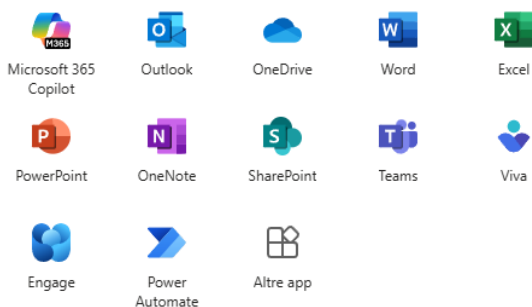 M365
Microsoft 365
Copilot
Outlook
OneDrive
Word
Excel
PowerPoint
OneNote
SharePoint
Teams
Viva
Engage
Power
Automate
Altre app
O
W
X
P
N
S
T